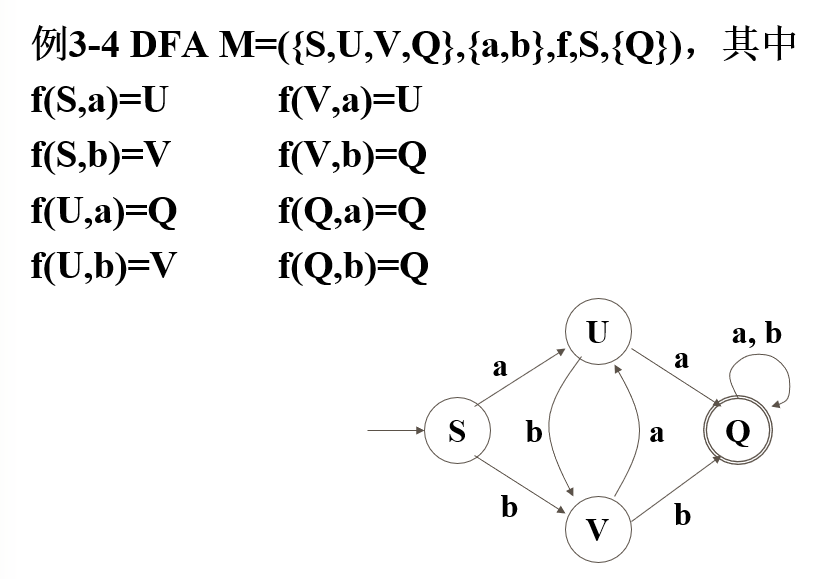 例3-4 DFA M=({S,U,V,Q},{a,b},f,S,{Q})，其中
f(S,a)=U f(V,a)=U
f(S,b)=V f(V,b)=Q
f(U,a)=Q f(Q,a)=Q
f(U,b)=V f(Q,b)=Q
U
a, b
a
a
S
b
a
Q
b
b
V